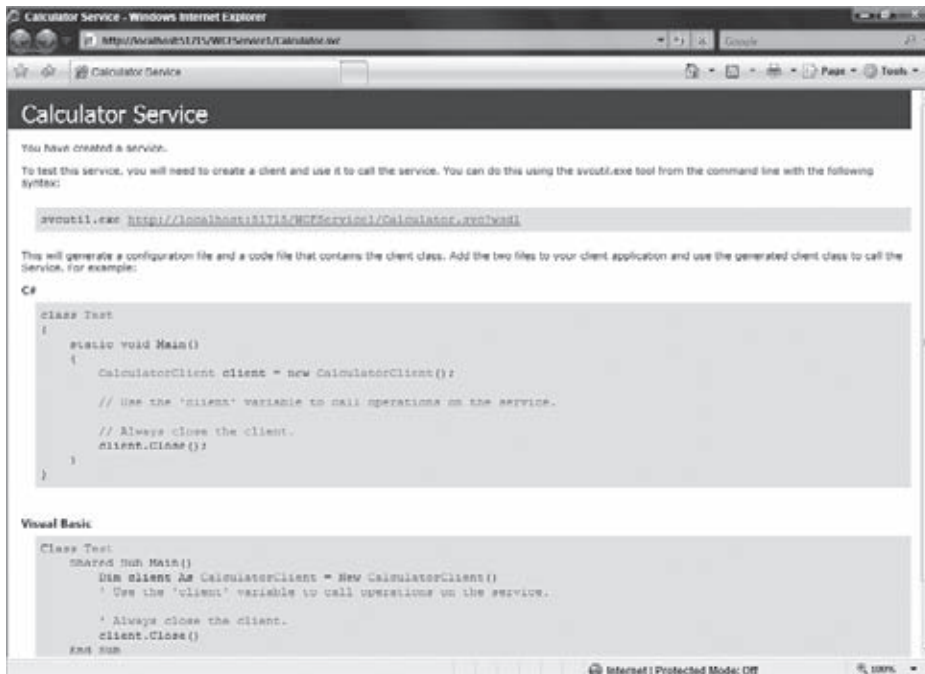 Calculator Service - Windows Internet Explorer
http://localhost:51715/WCFService1/Calculator.svc
Google
Calculator Service
Page
Tools
Calculator Service
You have created a service.
To test this service, you will need to create a client and use it to call the service. You can do this using the svcutil.exe tool from the command line with the following
syntax:
svcutil.exe http://localhost:51715/WCFService1/Calculator.svc?wsdl
This will generate a configuration file and a code file that contains the client class. Add the two files to your client application and use the generated client class to call the
Service. For example:
C#
class Test
{
static void Main()
{
CalculatorClient client = new CalculatorClient();
// Use the 'client' variable to call operations on the service.
// Always close the client.
client.Close();
}
}
Visual Basic
Class Test
Shared Sub Main()
Dim client As CalculatorClient = New CalculatorClient()
' Use the 'client' variable to call operations on the service.
' Always close the client.
client.Close()
End Sub
Internet | Protected Mode: Off
100%